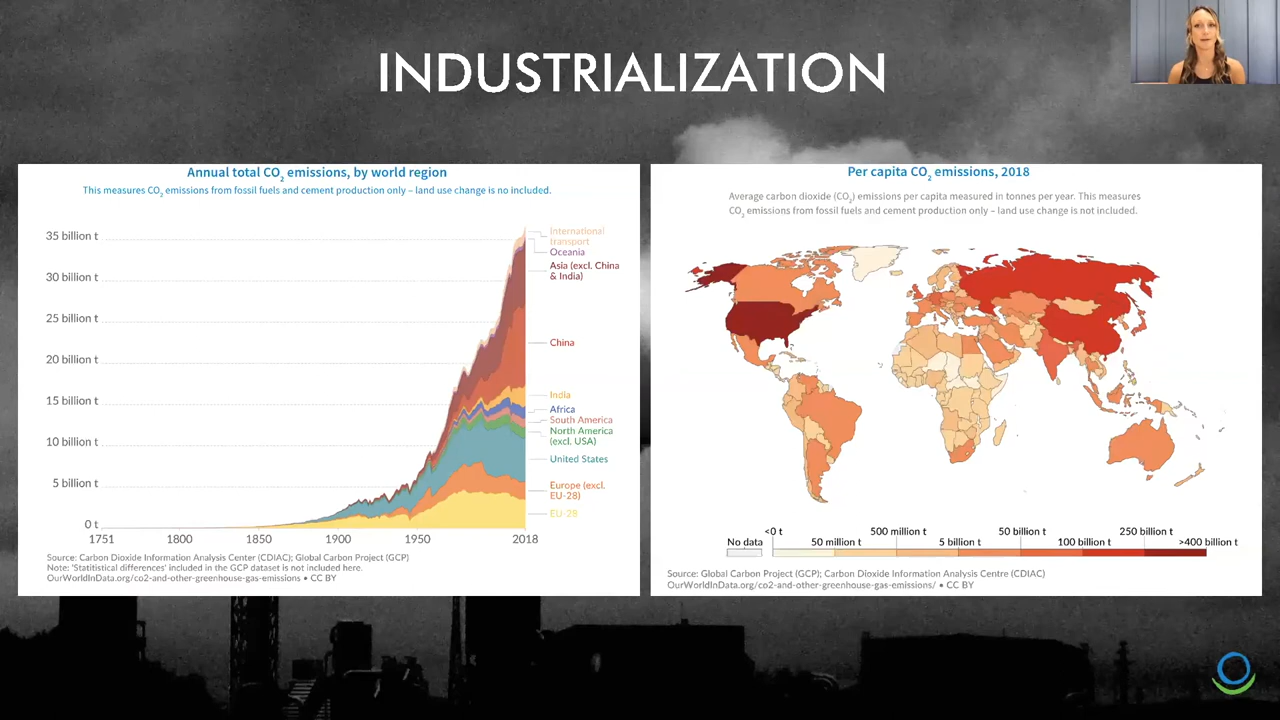 INDUSTRIALIZATION
Annual total CO2 emissions, by world region
This measures CO2 emissions from fossil fuels and cement production only – land use change is no included.
35 billion t
30 billion t
25 billion t
20 billion t
15 billion t
10 billion t
5 billion t
0 t
1751
1800
1850
1900
1950
2018
International
transport
Oceania
Asia (excl. China
& India)
China
India
Africa
South America
North America
(excl. USA)
United States
Europe (excl.
EU-28)
EU-28
Source: Carbon Dioxide Information Analysis Center (CDIAC); Global Carbon Project (GCP)
Note: 'Statistitical differences' included in the GCP dataset is not included here.
OurWorldInData.org/co2-and-other-greenhouse-gas-emissions • CC BY
Per capita CO2 emissions, 2018
Average carbon dioxide (CO2) emissions per capita measured in tonnes per year. This measures
CO2 emissions from fossil fuels and cement production only – land use change is not included.
<0 t
500 million t
50 billion t
250 billion t
No data
50 million t
5 billion t
100 billion t
>400 billion t
Source: Global Carbon Project (GCP); Carbon Dioxide Information Analysis Centre (CDIAC)
OurWorldInData.org/co2-and-other-greenhouse-gas-emissions/ • CC BY